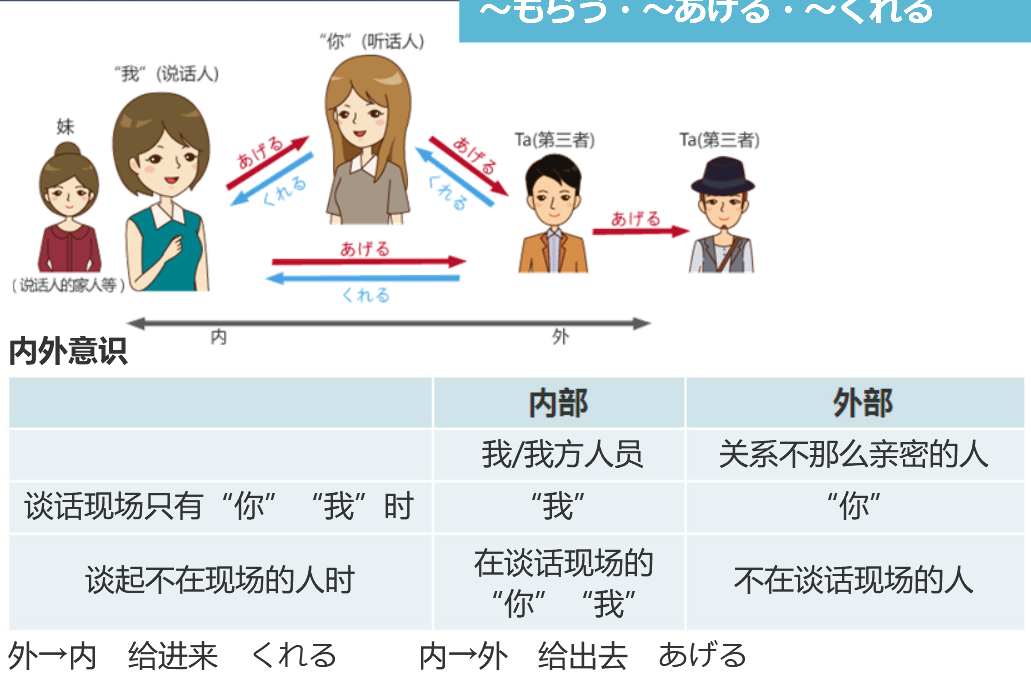 ～もらう・～あげる・～くれる
“你”(听话人)
“我”(说话人)
妹
Ta(第三者)
Ta(第三者)
あげる
くれる
あげる
くれる
あげる
あげる
くれる
(说话人的家人等)
内
外
内外意识
内部
外部
我/我方人员
关系不那么亲密的人
谈话现场只有“你”“我”时
“我”
“你”
谈起不在现场的人时
在谈话现场的
“你”“我”
不在谈话现场的人
外→内 给进来 くれる
内→外 给出去 あげる